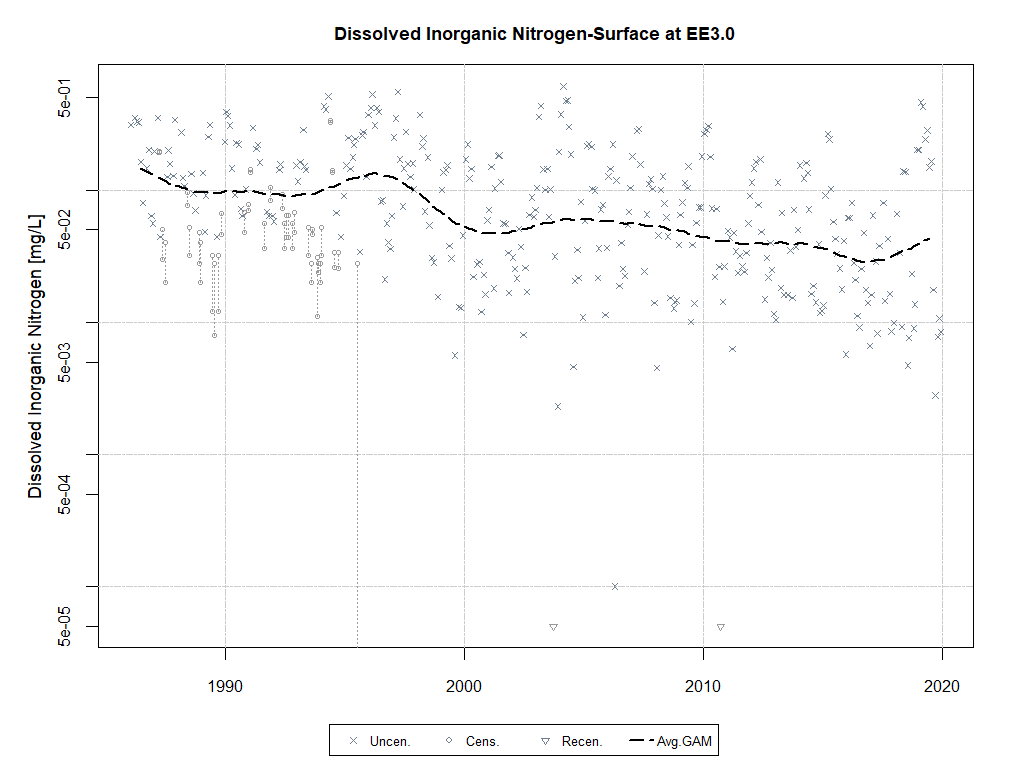 Dissolved Inorganic Nitrogen-Surface at EE3.0
Dissolved Inorganic Nitrogen [mg/L]
5e-01
5e-02
5e-03
5e-04
5e-05
1990 2000 2010 2020
Uncen. Cens. Recen. Avg.GAM